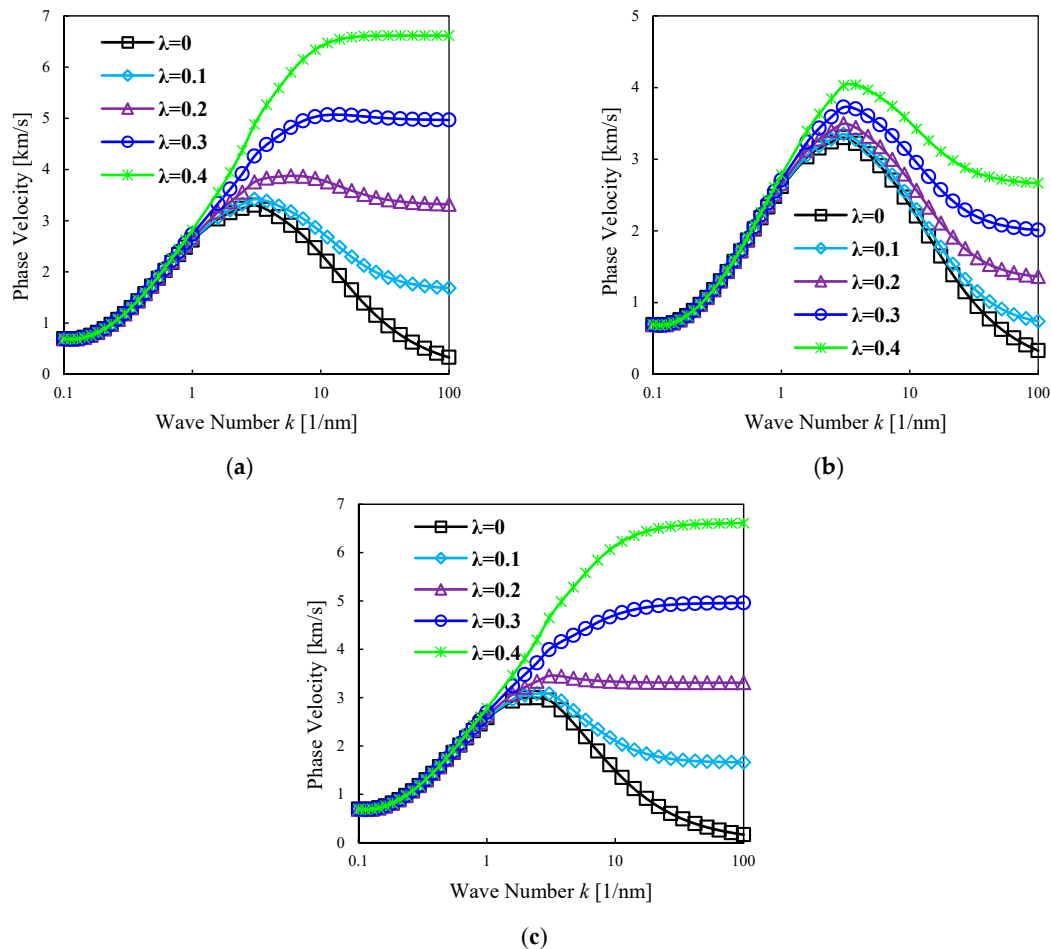 7
6
5
4
3
2
1
0
Phase Velocity [km/s]
λ=0
λ=0.1
λ=0.2
λ=0.3
λ=0.4
0.1 1 10 100
Wave Number k [1/nm]
(a)
5
4
3
2
1
0
Phase Velocity [km/s]
λ=0
λ=0.1
λ=0.2
λ=0.3
λ=0.4
0.1 1 10 100
Wave Number k [1/nm]
(b)
7
6
5
4
3
2
1
0
Phase Velocity [km/s]
λ=0
λ=0.1
λ=0.2
λ=0.3
λ=0.4
0.1 1 10 100
Wave Number k [1/nm]
(c)